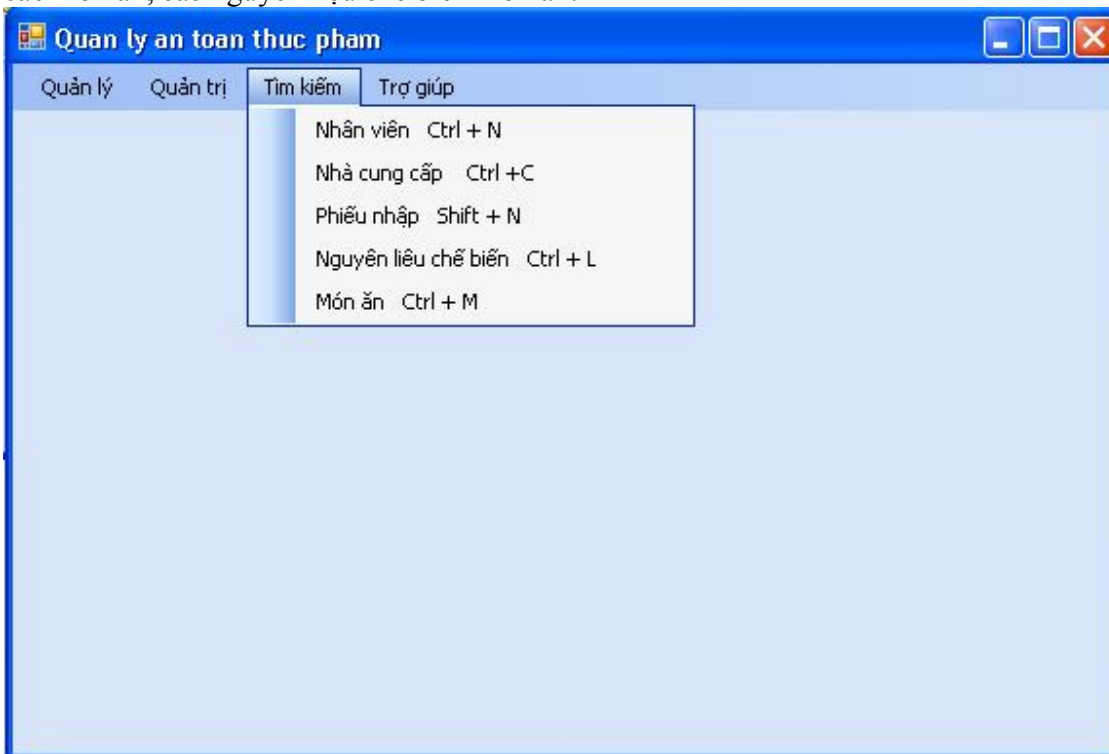 Quan ly an toan thuc pham
Quản lý Quản trị Tìm kiếm Trợ giúp
Nhân viên Ctrl + N
Nhà cung cấp Ctrl +C
Phiếu nhập Shift + N
Nguyên liêu chế biến Ctrl + L
Món ăn Ctrl + M